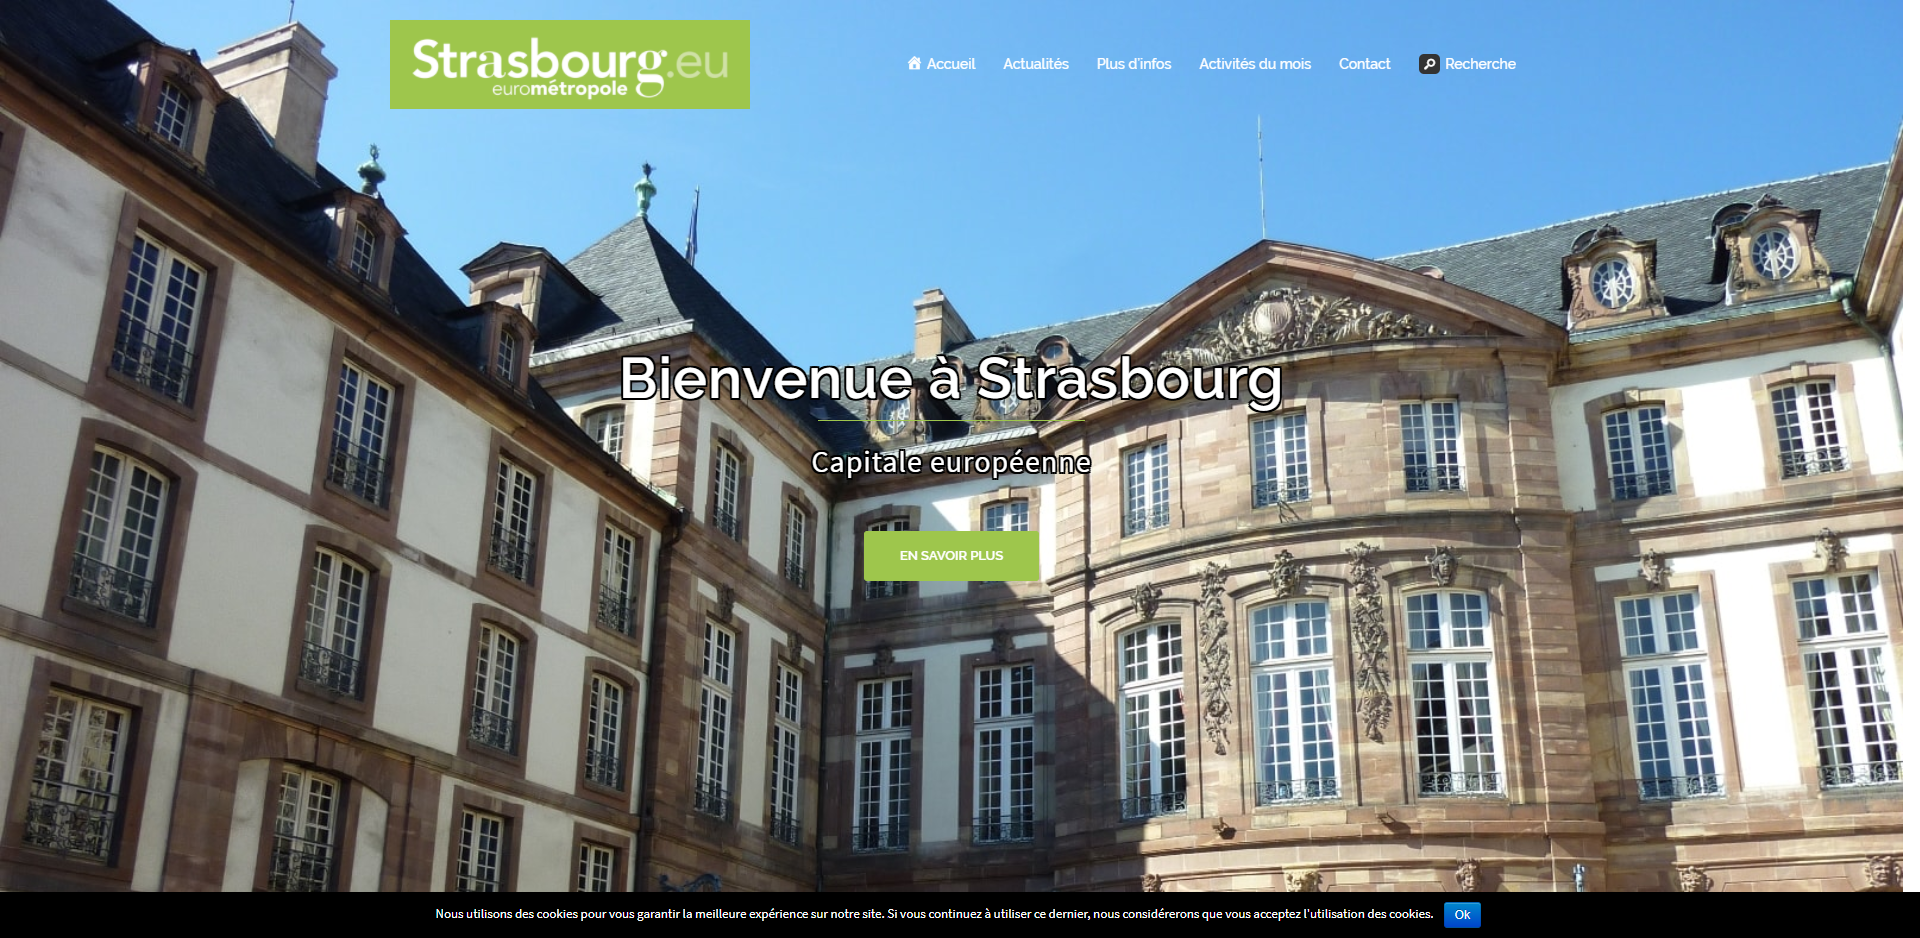 Strasbourg.eu
eurométropole
Accueil
Actualités
Plus d'infos
Activités du mois
Contact
Recherche
Bienvenue à Strasbourg
Capitale européenne
EN SAVOIR PLUS
Nous utilisons des cookies pour vous garantir la meilleure expérience sur notre site. Si vous continuez à utiliser ce dernier, nous considérerons que vous acceptez l'utilisation des cookies.
Ok